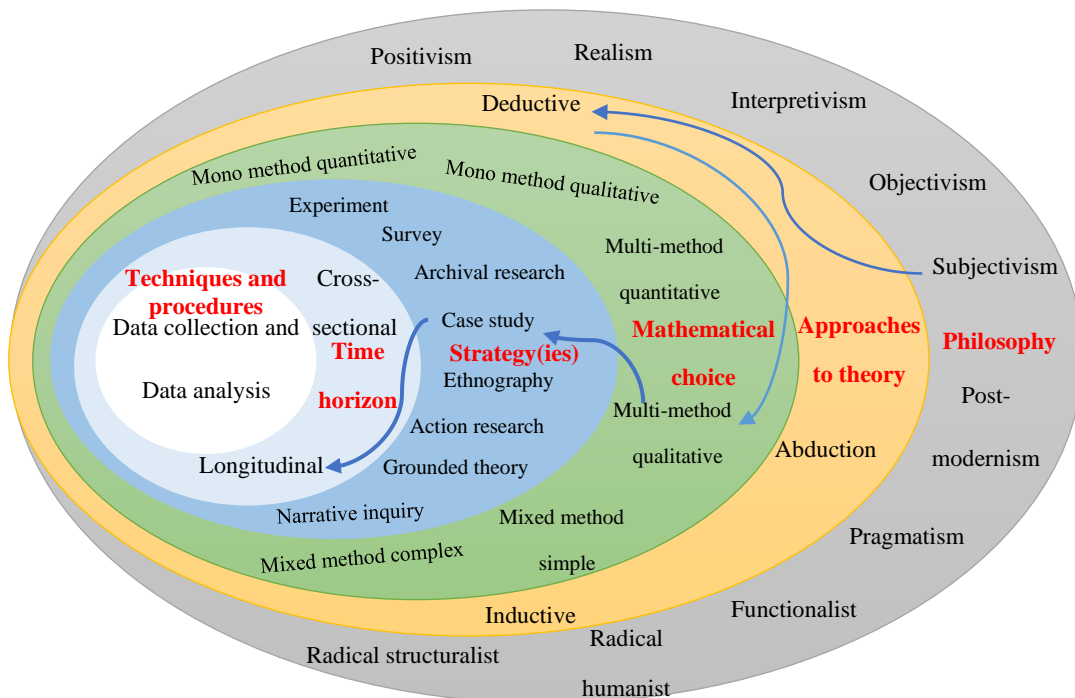 Positivism
Realism
Interpretivism
Objectivism
Subjectivism
Philosophy
Post-
modernism
Pragmatism
Functionalist
Radical
humanist
Radical structuralist
Deductive
Approaches
to theory
Abduction
Inductive
Mono method quantitative
Mono method qualitative
Multi-method
quantitative
Mathematical
choice
Multi-method
qualitative
Mixed method
simple
Mixed method complex
Experiment
Survey
Archival research
Case study
Strategy(ies)
Ethnography
Action research
Grounded theory
Narrative inquiry
Cross-
sectional
Time
horizon
Longitudinal
Techniques and
procedures
Data collection and
Data analysis